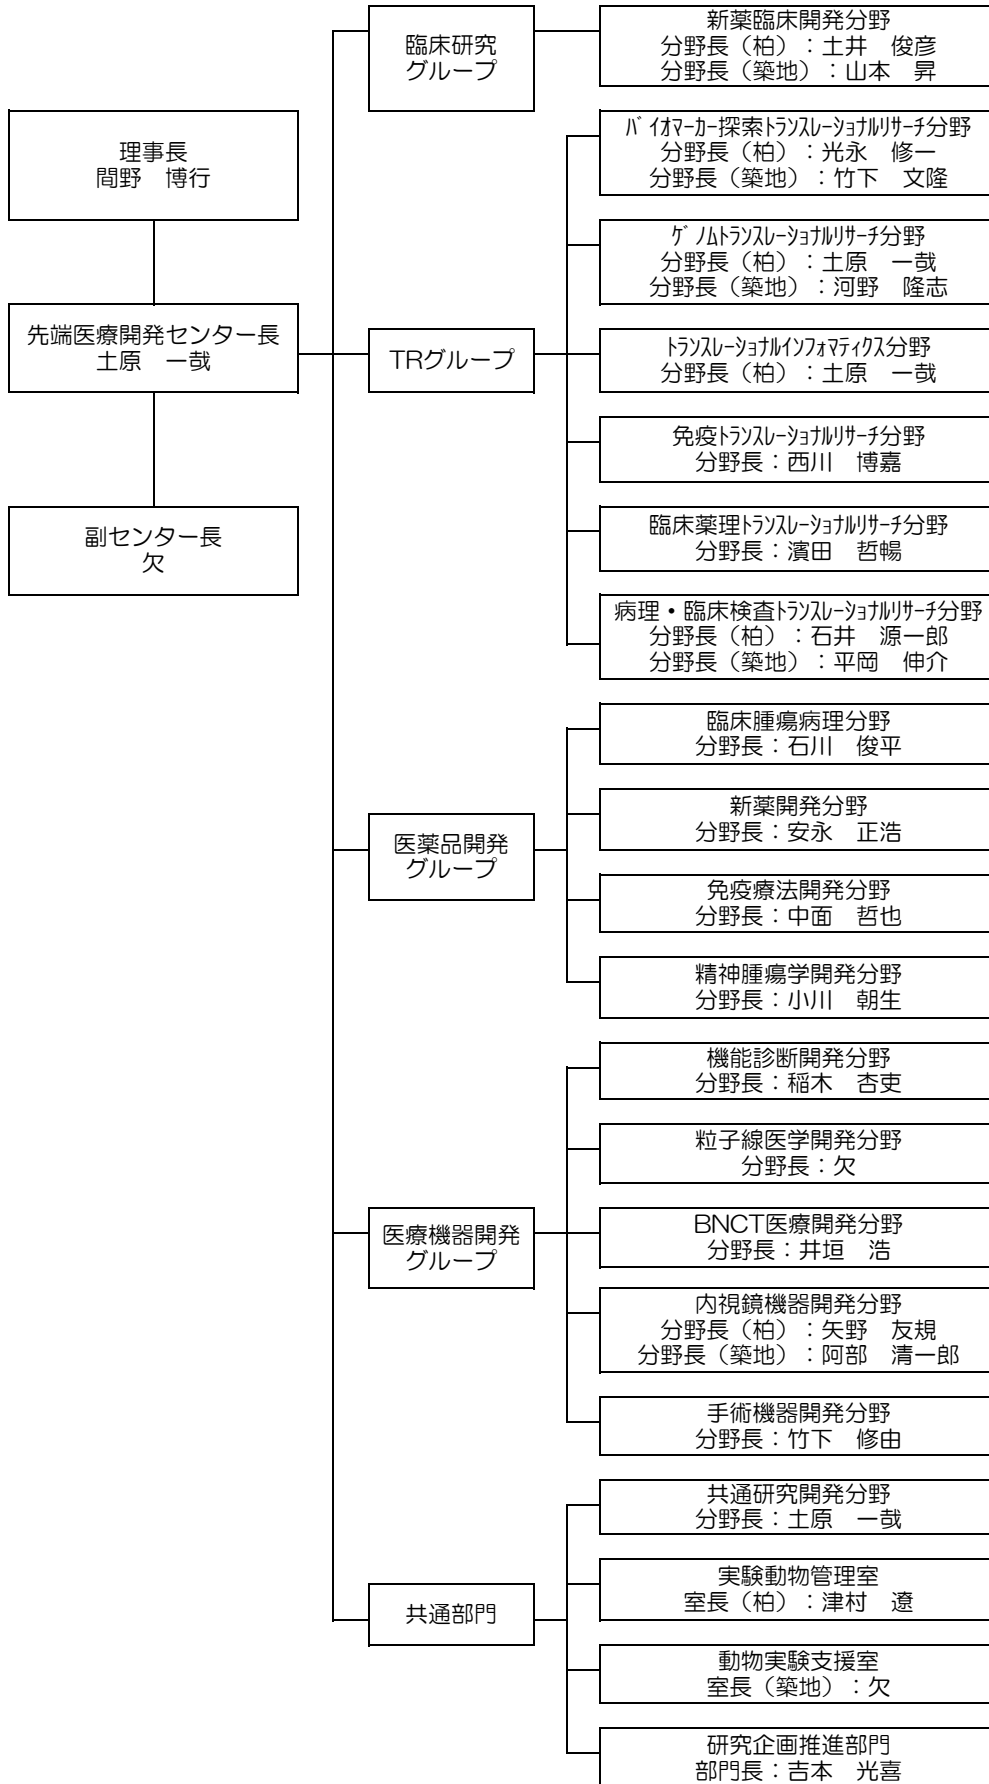 理事長
間野　博行
先端医療開発センター長
土原　一哉
副センター長
欠
臨床研究
グループ
新薬臨床開発分野
分野長（柏）：土井　俊彦
分野長（築地）：山本　昇
TRグループ
ﾊﾞｲｵﾏｰｶｰ探索ﾄﾗﾝｽﾚｰｼｮﾅﾙﾘｻｰﾁ分野
分野長（柏）：光永　修一
分野長（築地）：竹下　文隆
ｹﾞﾉﾑﾄﾗﾝｽﾚｰｼｮﾅﾙﾘｻｰﾁ分野
分野長（柏）：土原　一哉
分野長（築地）：河野　隆志
ﾄﾗﾝｽﾚｰｼｮﾅﾙｲﾝﾌｫﾏﾃｨｸｽ分野
分野長（柏）：土原　一哉
免疫ﾄﾗﾝｽﾚｰｼｮﾅﾙﾘｻｰﾁ分野
分野長：西川　博嘉
臨床薬理ﾄﾗﾝｽﾚｰｼｮﾅﾙﾘｻｰﾁ分野
分野長：濱田　哲暢
病理・臨床検査ﾄﾗﾝｽﾚｰｼｮﾅﾙﾘｻｰﾁ分野
分野長（柏）：石井　源一郎
分野長（築地）：平岡　伸介
医薬品開発
グループ
臨床腫瘍病理分野
分野長：石川　俊平
新薬開発分野
分野長：安永　正浩
免疫療法開発分野
分野長：中面　哲也
精神腫瘍学開発分野
分野長：小川　朝生
医療機器開発
グループ
機能診断開発分野
分野長：稲木　杏吏
粒子線医学開発分野
分野長：欠
BNCT医療開発分野
分野長：井垣　浩
内視鏡機器開発分野
分野長（柏）：矢野　友規
分野長（築地）：阿部　清一郎
手術機器開発分野
分野長：竹下　修由
共通部門
共通研究開発分野
分野長：土原　一哉
実験動物管理室
室長（柏）：津村　遼
動物実験支援室
室長（築地）：欠
研究企画推進部門
部門長：吉本　光喜